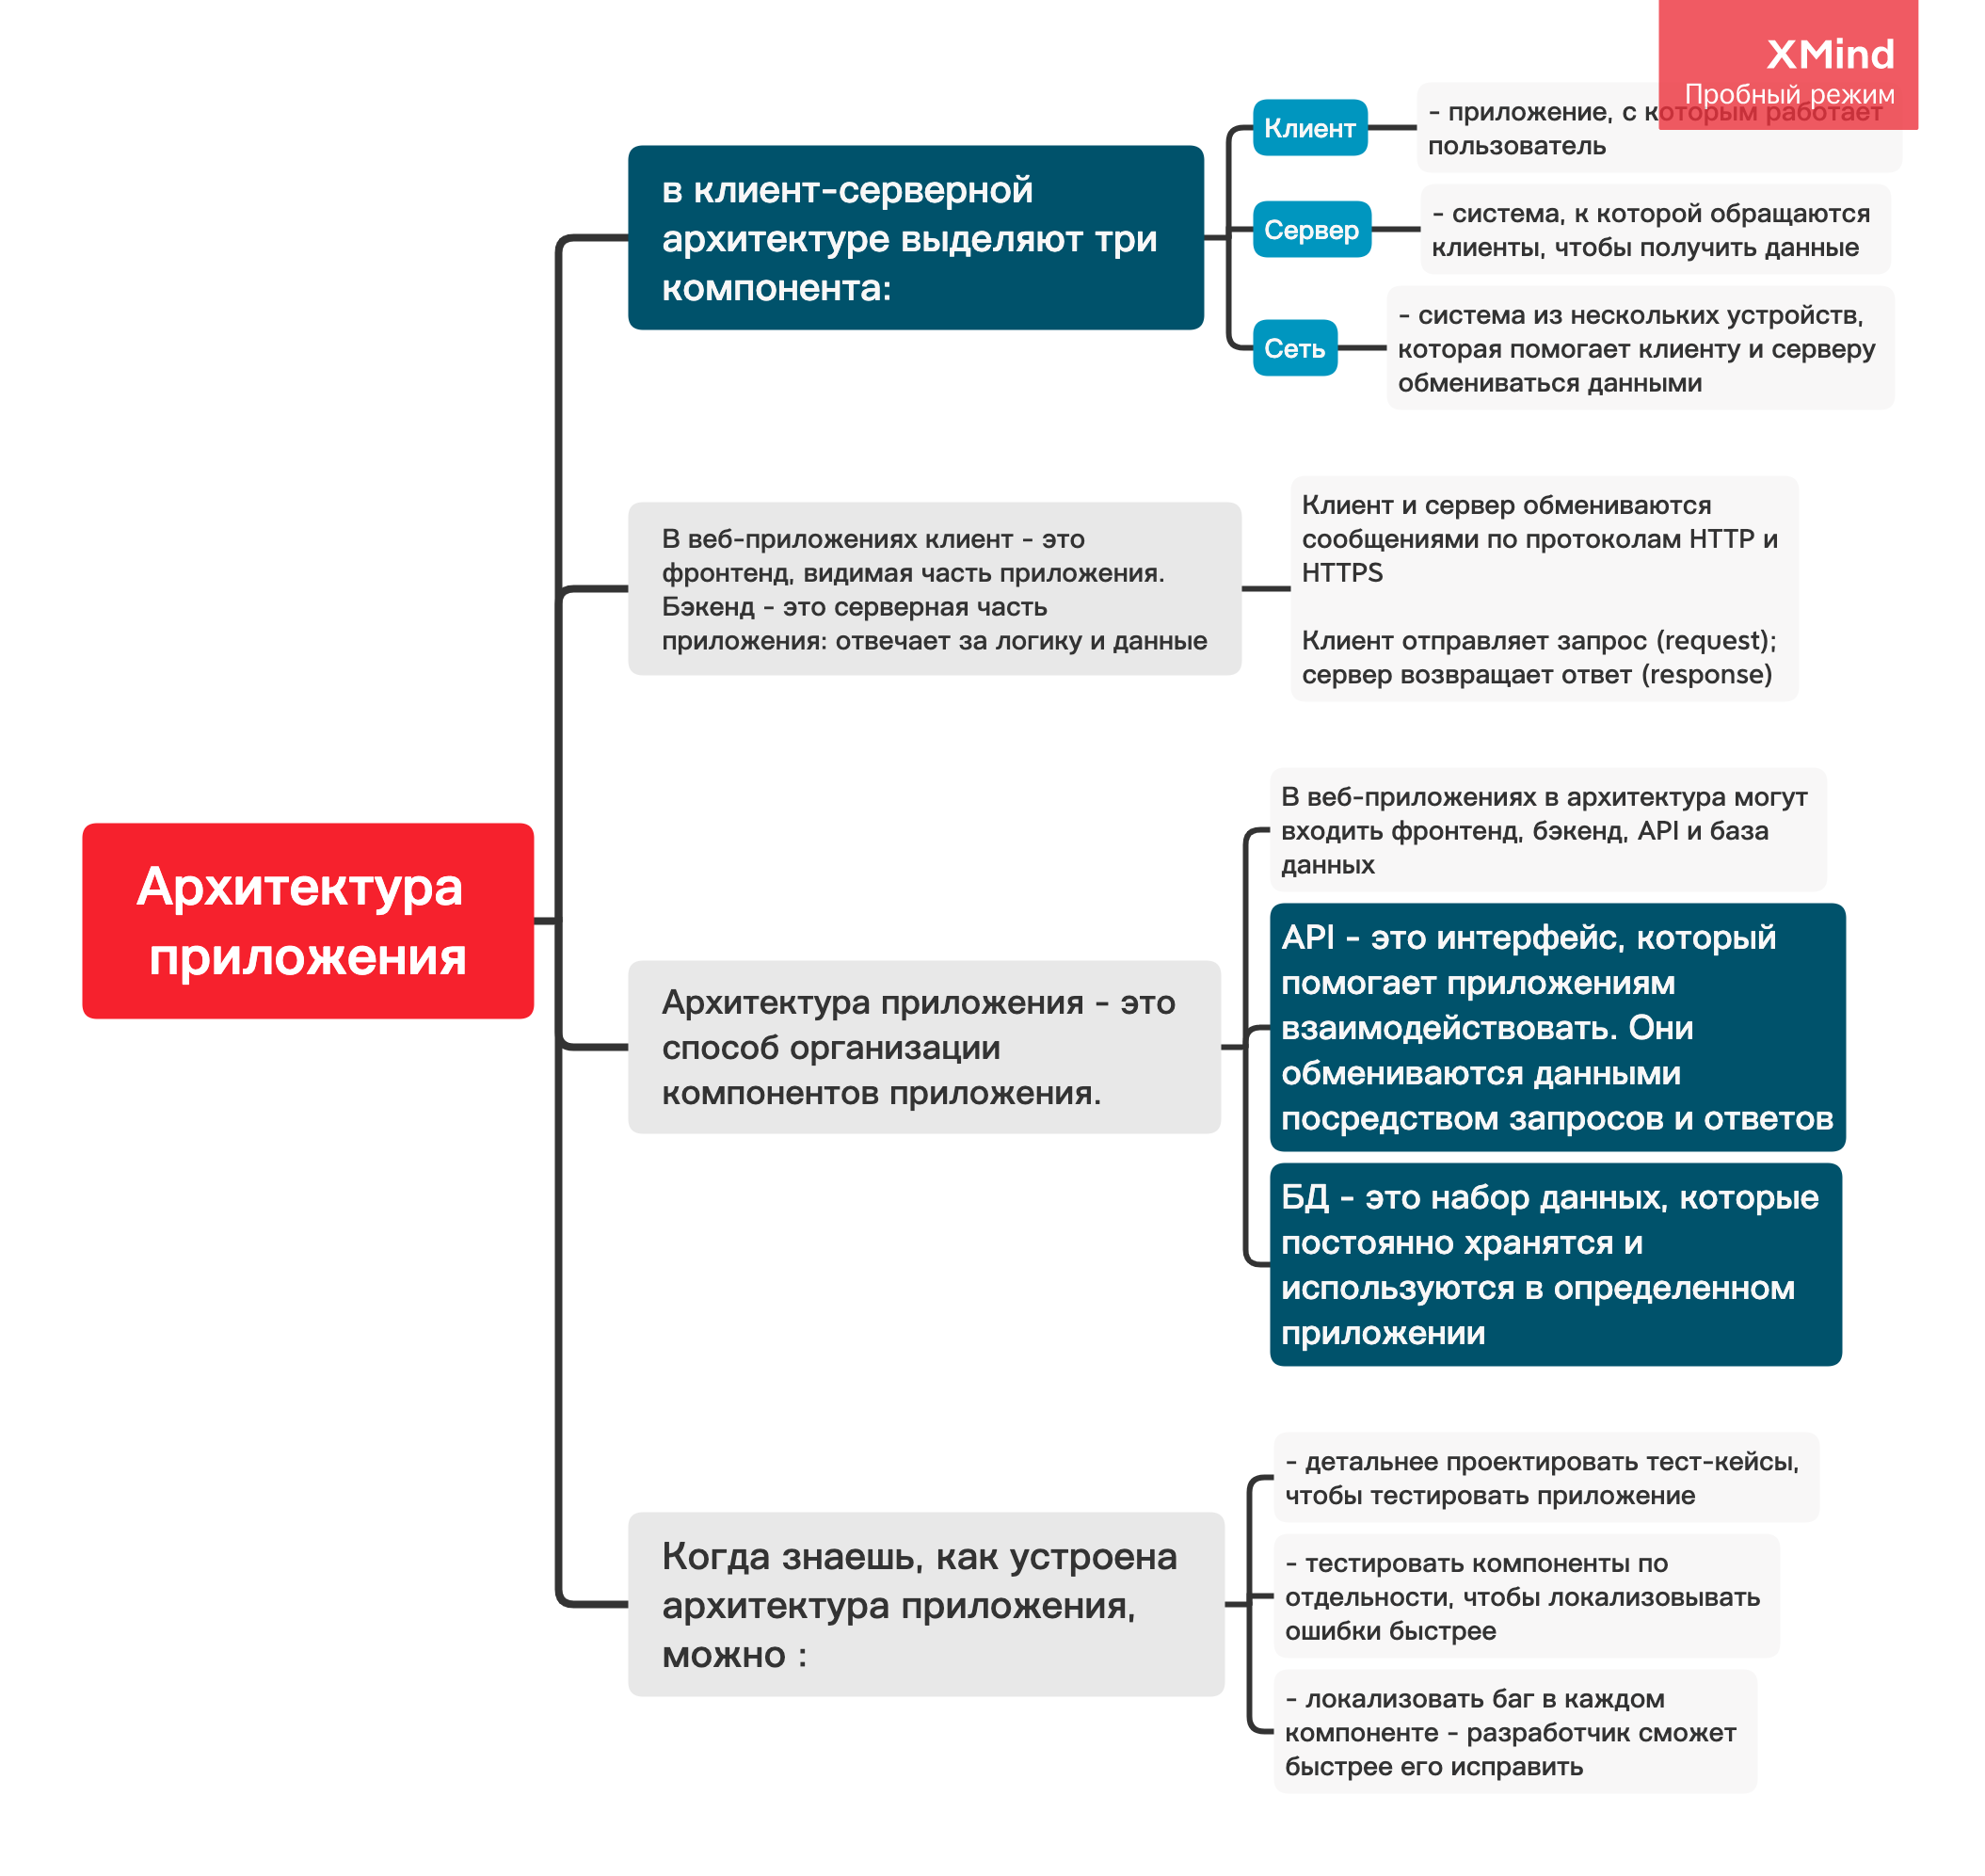 XMind
Пробный режим
Архитектура
приложения
в клиент-серверной
архитектуре выделяют три
компонента:
Клиент
- приложение, с которым работает
пользователь
Сервер
- система, к которой обращаются
клиенты, чтобы получить данные
Сеть
- система из нескольких устройств,
которая помогает клиенту и серверу
обмениваться данными
В веб-приложениях клиент - это
фронтенд, видимая часть приложения.
Бэкенд - это серверная часть
приложения: отвечает за логику и данные
Клиент и сервер обмениваются
сообщениями по протоколам HTTP и
HTTPS
Клиент отправляет запрос (request);
сервер возвращает ответ (response)
Архитектура приложения - это
способ организации
компонентов приложения.
В веб-приложениях в архитектура могут
входить фронтенд, бэкенд, API и база
данных
API - это интерфейс, который
помогает приложениям
взаимодействовать. Они
обмениваются данными
посредством запросов и ответов
БД - это набор данных, которые
постоянно хранятся и
используются в определенном
приложении
Когда знаешь, как устроена
архитектура приложения,
можно :
- детальнее проектировать тест-кейсы,
чтобы тестировать приложение
- тестировать компоненты по
отдельности, чтобы локализовывать
ошибки быстрее
- локализовать баг в каждом
компоненте - разработчик сможет
быстрее его исправить